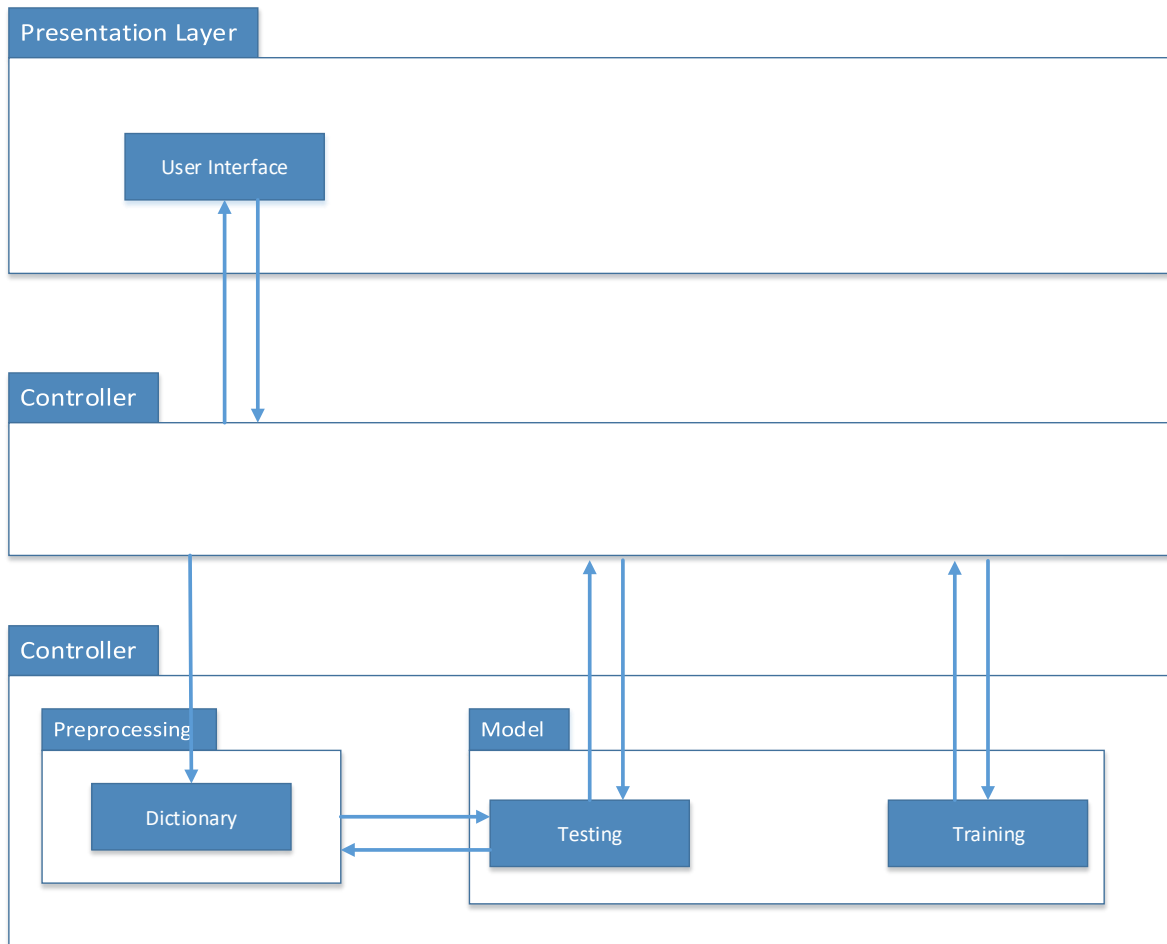 Presentation Layer
User Interface
Controller
Controller
Preprocessing
Model
Dictionary
Testing
Training